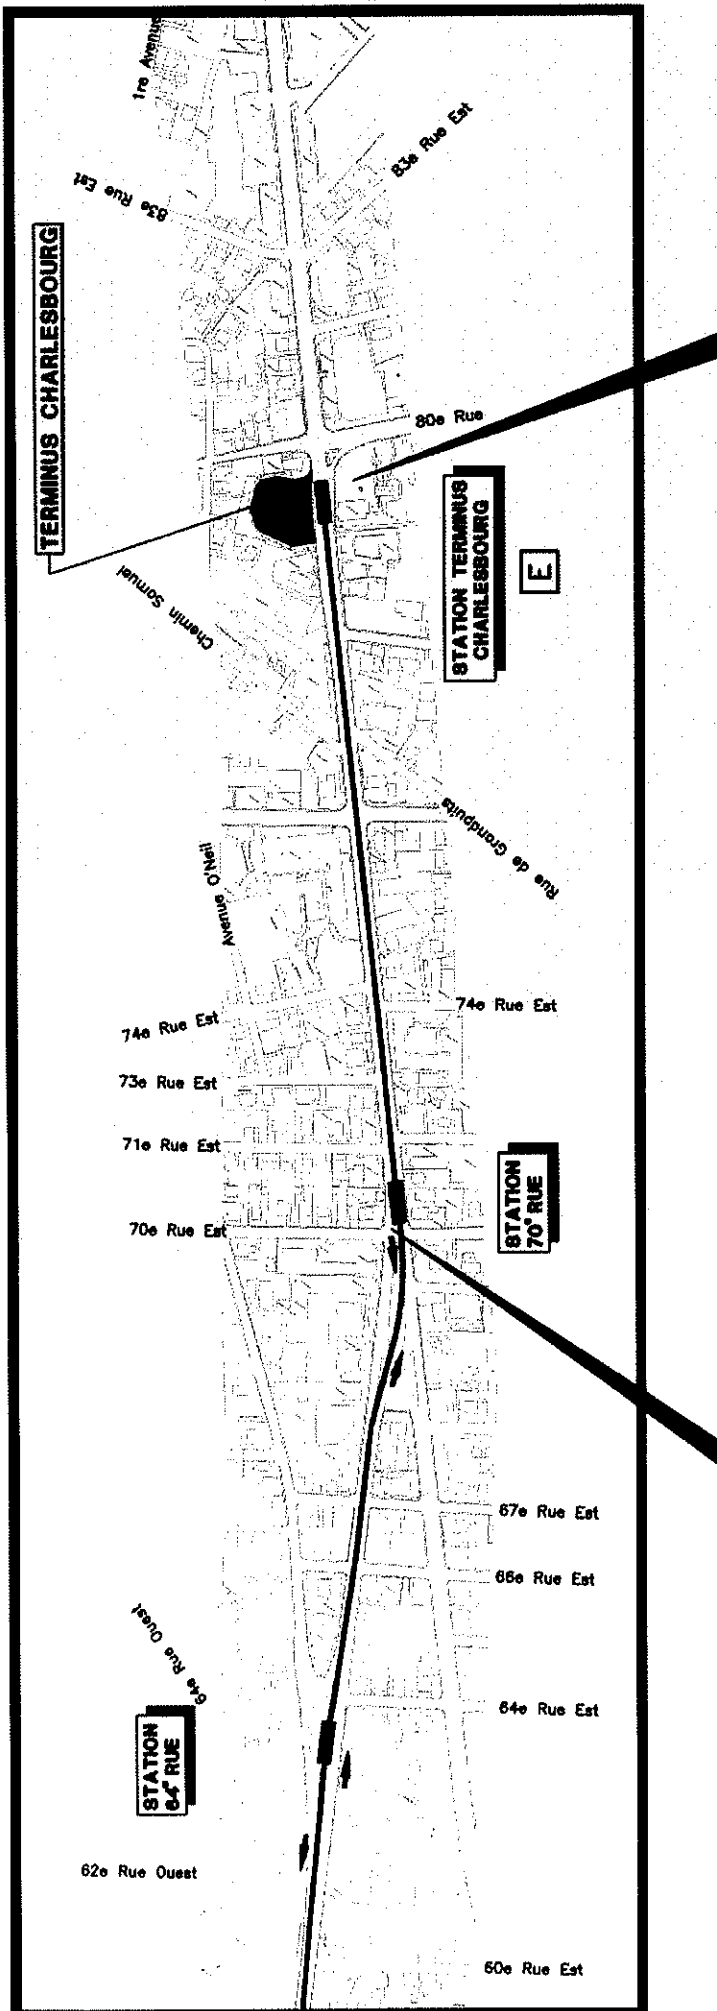 1re Avenue
83e Rue Est
83e Rue Est
TERMINUS CHARLESBOURG
80e Rue
STATION TERMINUS
CHARLESBOURG
E
Chemin Samuel
Rue de Grandpuits
Avenue O'Neil
74e Rue Est
74e Rue Est
73e Rue Est
71e Rue Est
STATION
70e RUE
70e Rue Est
67e Rue Est
66e Rue Est
64e Rue Ouest
64e Rue Est
STATION
64e RUE
62e Rue Ouest
60e Rue Est